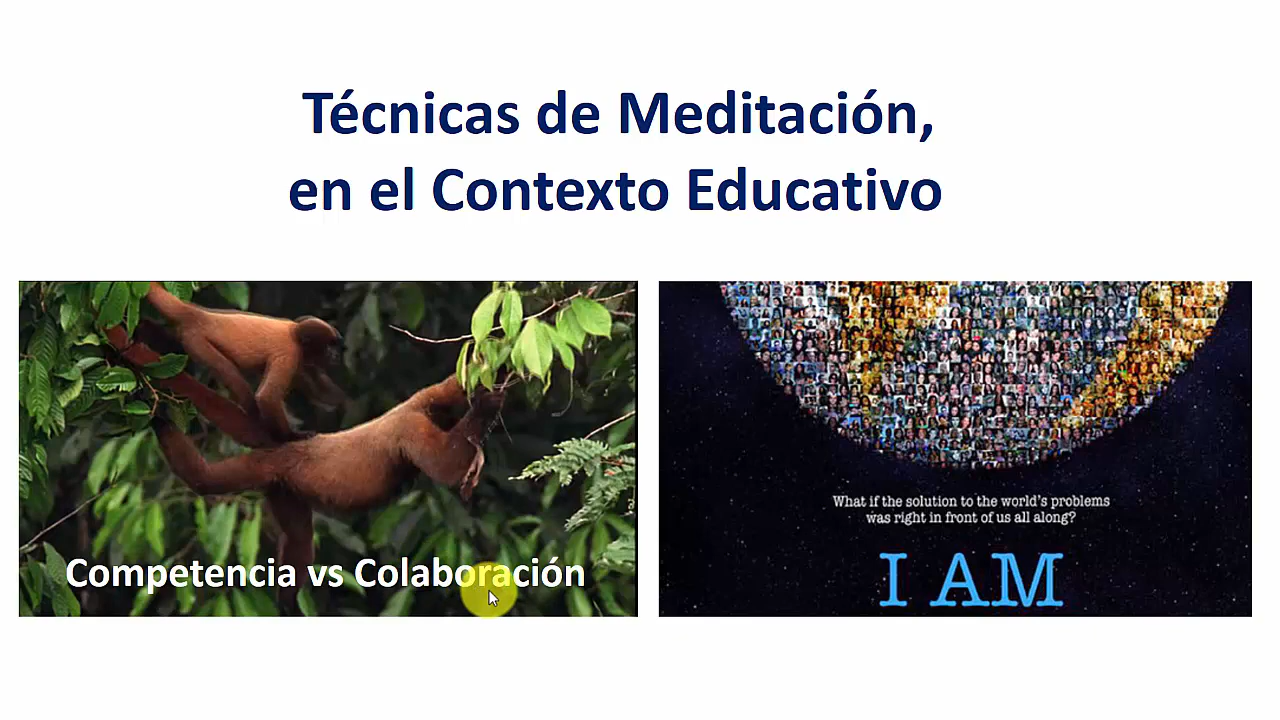 Técnicas de Meditación,
en el Contexto Educativo
Competencia vs Colaboración
What if the solution to the world's problems
was right in front of us all along?
I AM